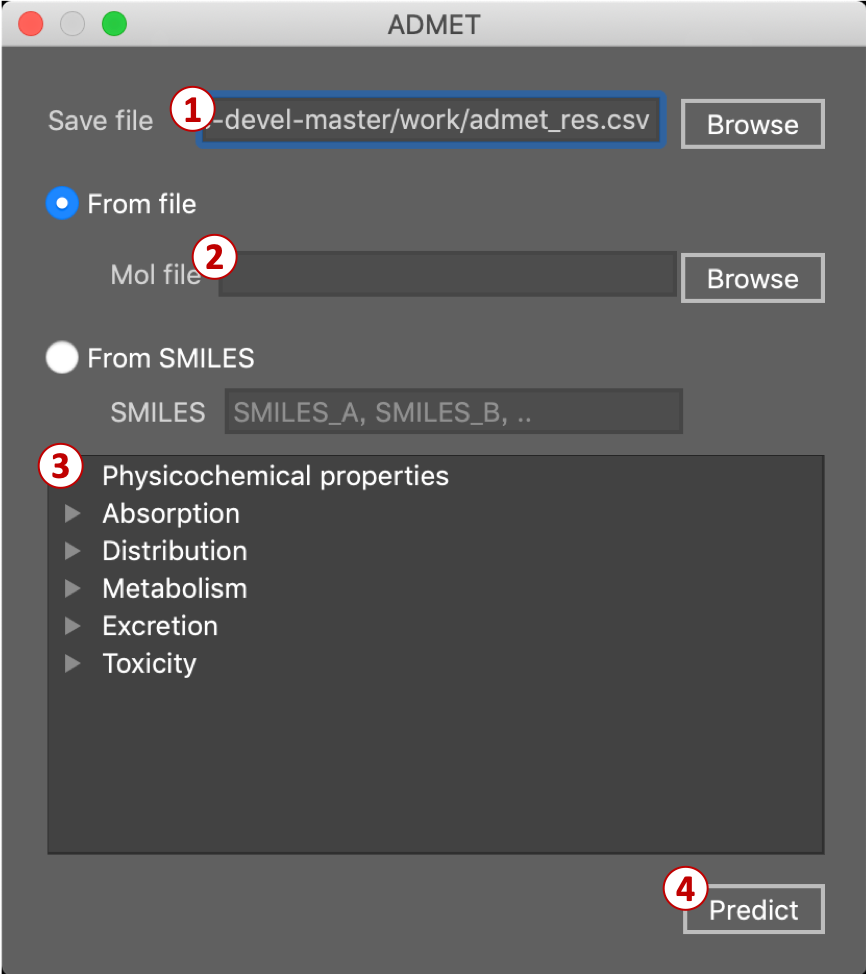 ADMET
Save file 1 -devel-master/work/admet_res.csv Browse
From file
Mol file 2 Browse
From SMILES
SMILES SMILES_A, SMILES_B, ..
3 Physicochemical properties
Absorption
Distribution
Metabolism
Excretion
Toxicity
4 Predict